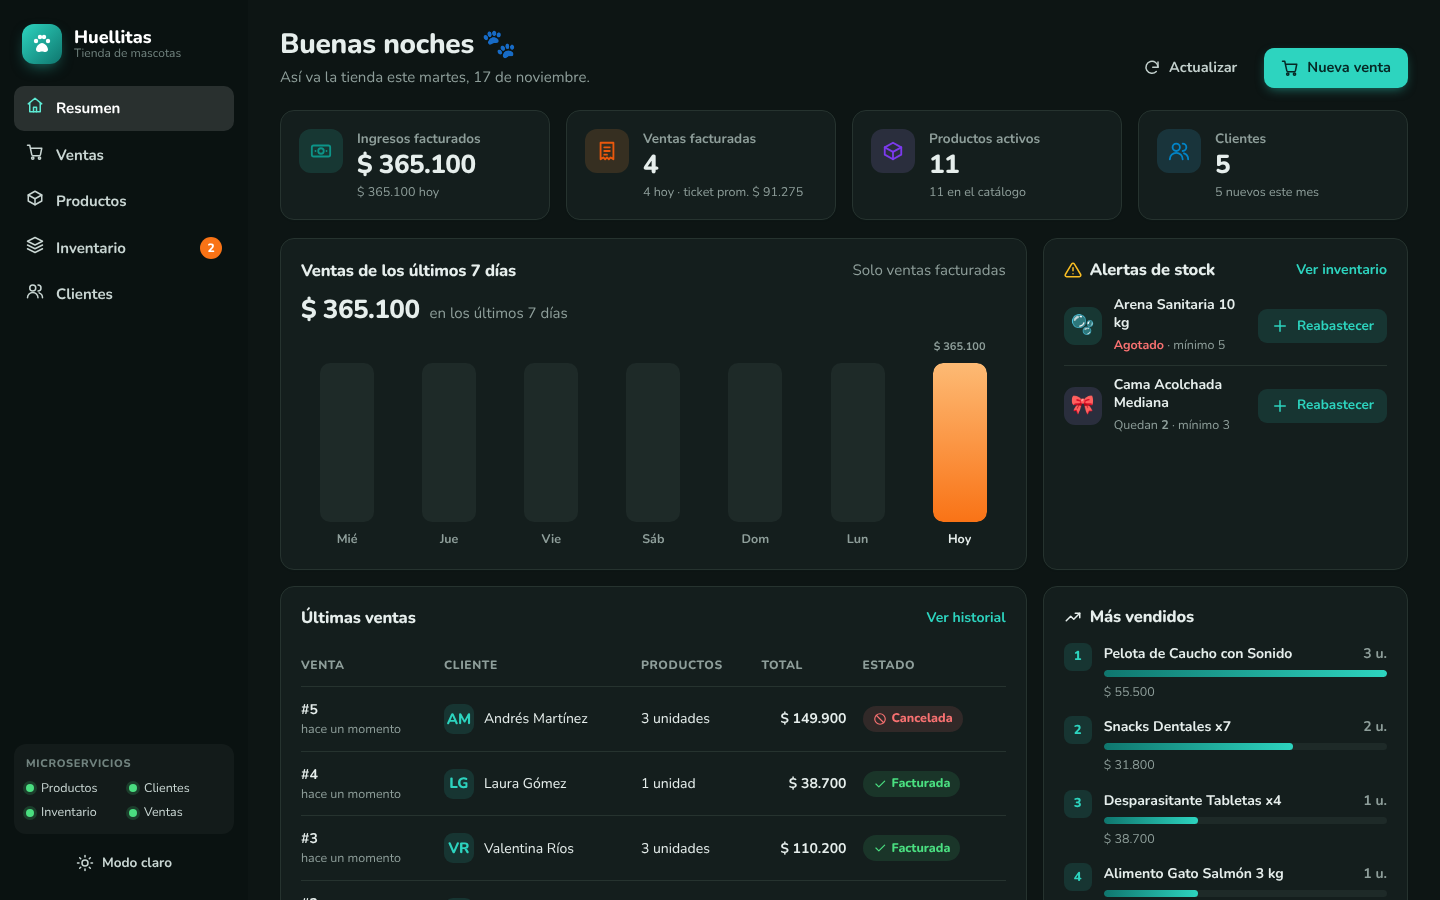 Huellitas
Tienda de mascotas
Resumen
Ventas
Productos
Inventario 2
Clientes
MICROSERVICIOS
Productos Clientes
Inventario Ventas
Modo claro
Buenas noches 🐾
Así va la tienda este martes, 17 de noviembre.
Actualizar
Nueva venta
Ingresos facturados
$ 365.100
$ 365.100 hoy
Ventas facturadas
4
4 hoy · ticket prom. $ 91.275
Productos activos
11
11 en el catálogo
Clientes
5
5 nuevos este mes
Ventas de los últimos 7 días
Solo ventas facturadas
$ 365.100 en los últimos 7 días
$ 365.100
Mié Jue Vie Sáb Dom Lun Hoy
Alertas de stock
Ver inventario
Arena Sanitaria 10
kg
Agotado · mínimo 5
Reabastecer
Cama Acolchada
Mediana
Quedan 2 · mínimo 3
Reabastecer
Últimas ventas
Ver historial
VENTA CLIENTE PRODUCTOS TOTAL ESTADO
#5
hace un momento
AM Andrés Martínez 3 unidades $ 149.900 Cancelada
#4
hace un momento
LG Laura Gómez 1 unidad $ 38.700 Facturada
#3
hace un momento
VR Valentina Ríos 3 unidades $ 110.200 Facturada
Más vendidos
1 Pelota de Caucho con Sonido 3 u.
$ 55.500
2 Snacks Dentales x7 2 u.
$ 31.800
3 Desparasitante Tabletas x4 1 u.
$ 38.700
4 Alimento Gato Salmón 3 kg 1 u.